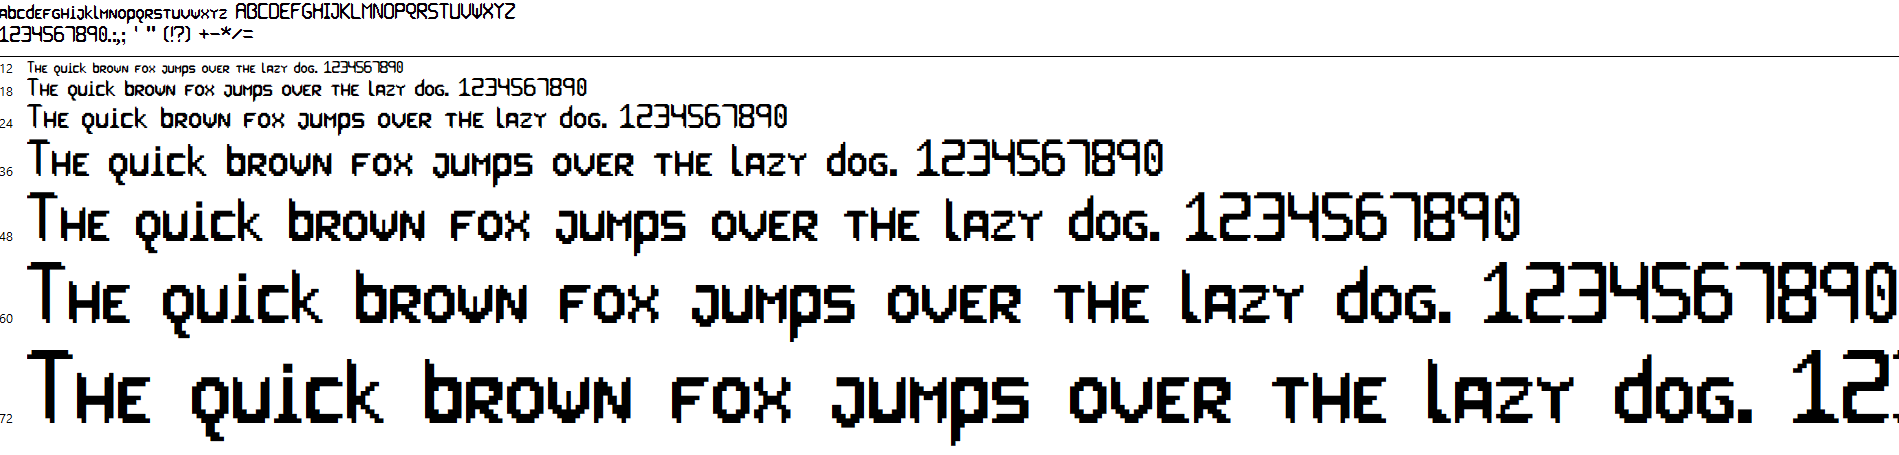 abcdefghijklmnopqrstuvwxyz ABCDEFGHIJKLMNOPQRSTUVWXYZ
1234567890.:,; ' " (!?) +-*/=
12 The quick brown fox jumps over the lazy dog. 1234567890
18 The quick brown fox jumps over the lazy dog. 1234567890
24 The quick brown fox jumps over the lazy dog. 1234567890
36 The quick brown fox jumps over the lazy dog. 1234567890
48 The quick brown fox jumps over the lazy dog. 1234567890
60 The quick brown fox jumps over the lazy dog. 1234567890
72 The quick brown fox jumps over the lazy dog. 12